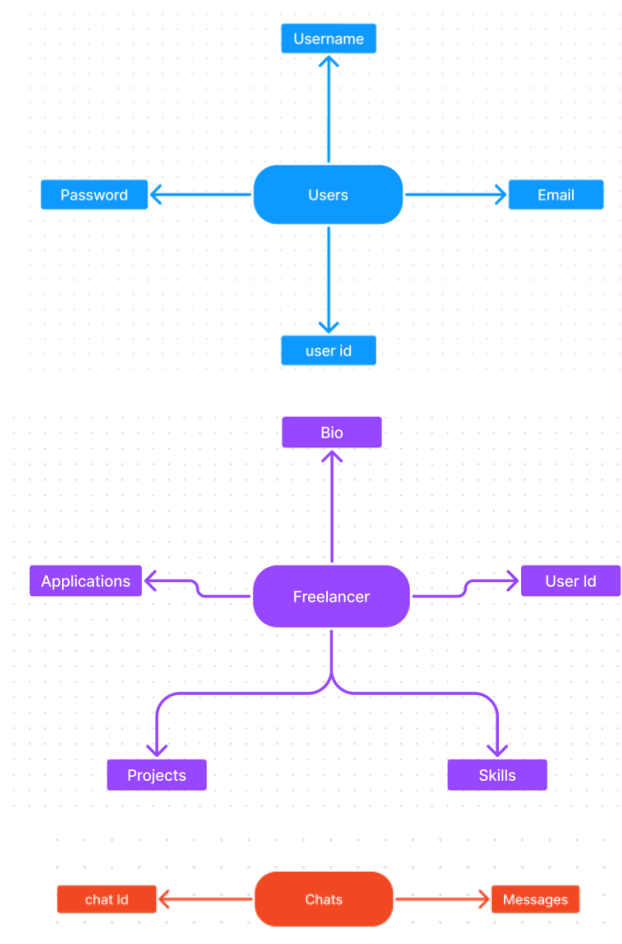 Username
Password
Users
Email
user id
Bio
Applications
Freelancer
User Id
Projects
Skills
chat Id
Chats
Messages